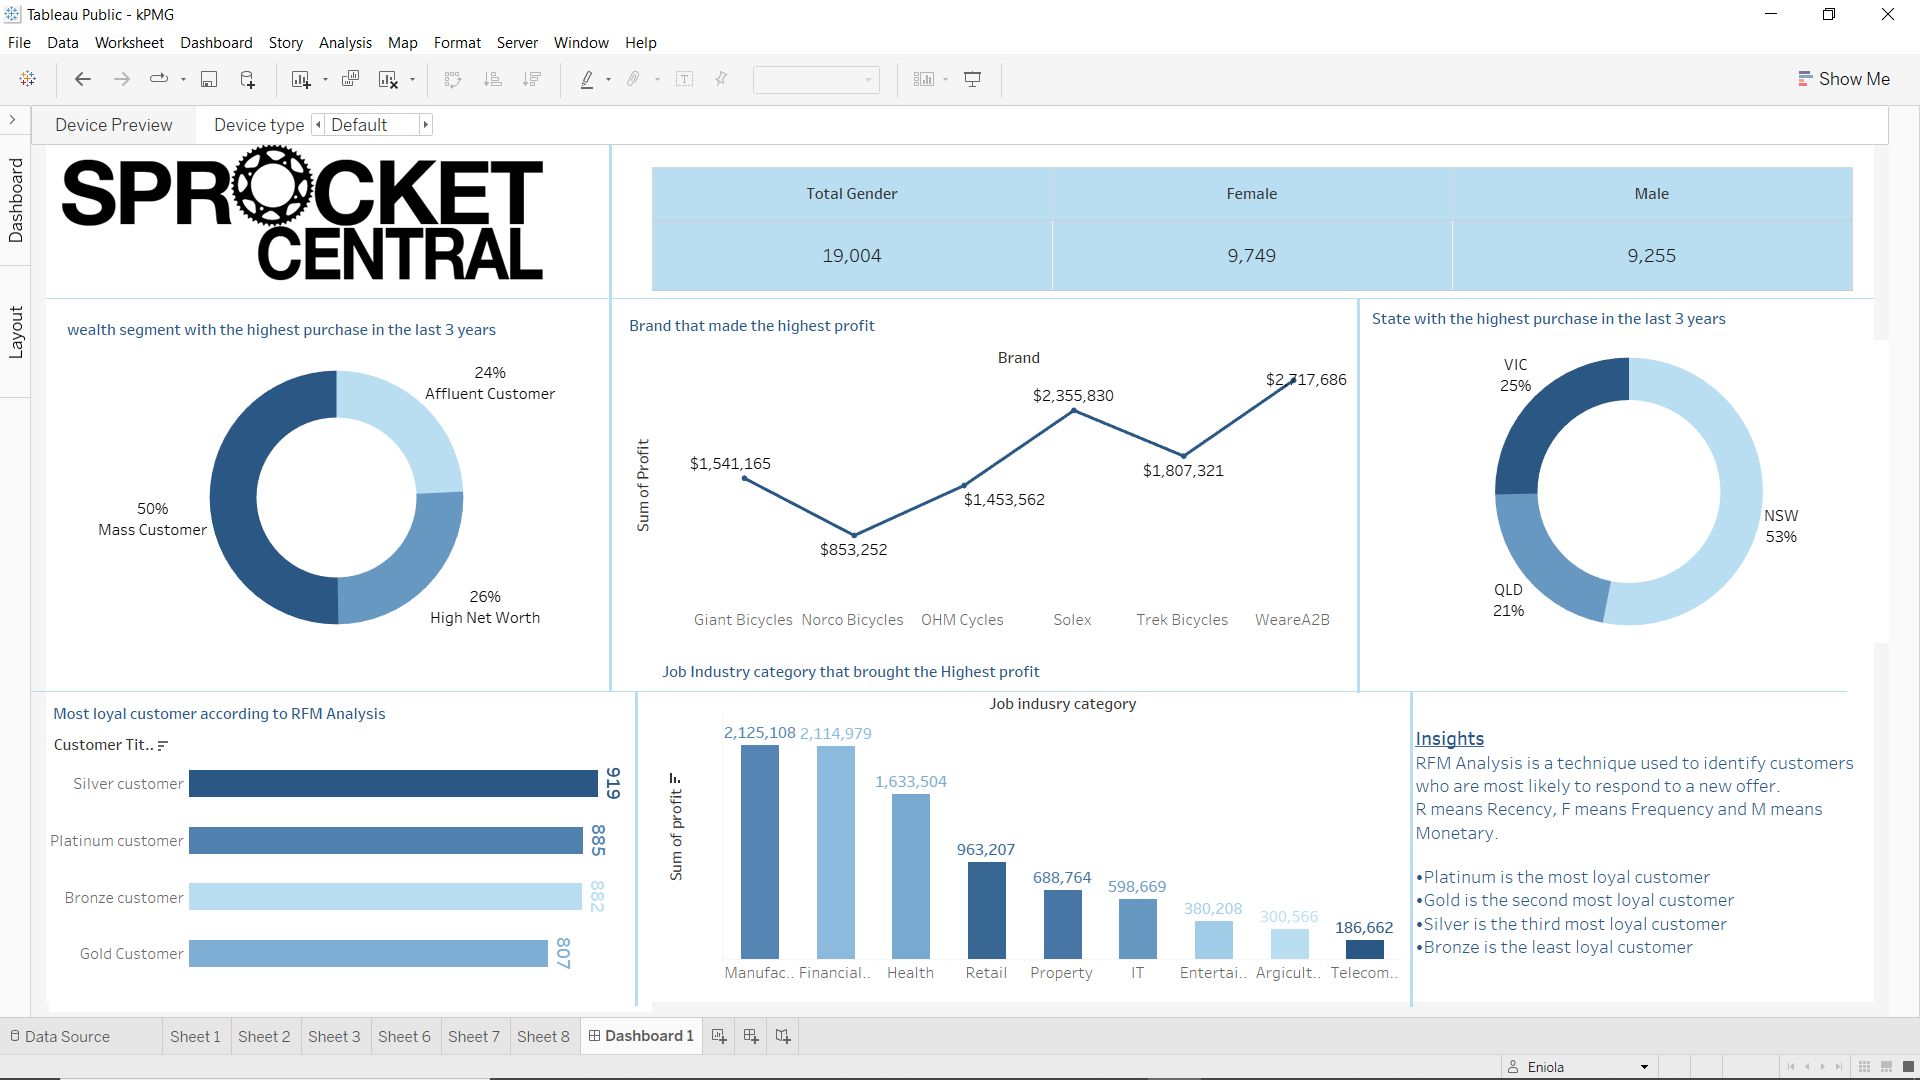 Tableau Public - kPMG
File Data Worksheet Dashboard Story Analysis Map Format Server Window Help
Show Me
Device Preview Device type Default
Dashboard
Layout
SPROCKET
CENTRAL
Total Gender Female Male
19,004 9,749 9,255
wealth segment with the highest purchase in the last 3 years
24%
Affluent Customer
50%
Mass Customer
26%
High Net Worth
Brand that made the highest profit
Brand
Sum of Profit
$1,541,165
$853,252
$1,453,562
$2,355,830
$1,807,321
$2,717,686
Giant Bicycles Norco Bicycles OHM Cycles Solex Trek Bicycles WeareA2B
State with the highest purchase in the last 3 years
VIC
25%
NSW
53%
QLD
21%
Job Industry category that brought the Highest profit
Most loyal customer according to RFM Analysis
Customer Tit..
Silver customer 919
Platinum customer 885
Bronze customer 882
Gold Customer 807
Job indusry category
Sum of profit
2,125,108 2,114,979 1,633,504 963,207 688,764 598,669 380,208 300,566 186,662
Manufac.. Financial.. Health Retail Property IT Entertai.. Argicult.. Telecom..
Insights
RFM Analysis is a technique used to identify customers
who are most likely to respond to a new offer.
R means Recency, F means Frequency and M means
Monetary.
•Platinum is the most loyal customer
•Gold is the second most loyal customer
•Silver is the third most loyal customer
•Bronze is the least loyal customer
Data Source Sheet 1 Sheet 2 Sheet 3 Sheet 6 Sheet 7 Sheet 8 Dashboard 1
Eniola